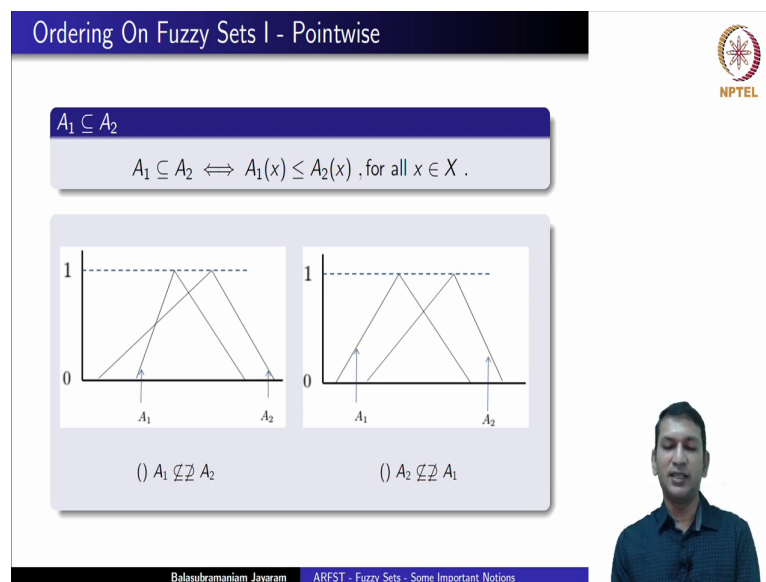 Ordering On Fuzzy Sets I - Pointwise
NPTEL
A₁ ⊆ A₂
A₁ ⊆ A₂ ⟺ A₁(x) ≤ A₂(x) ,for all x ∈ X .
1
0
A₁
A₂
1
0
A₁
A₂
() A₁ ⊈⊉ A₂
() A₂ ⊈⊉ A₁
Balasubramaniam Jayaram ARFST - Fuzzy Sets - Some Important Notions